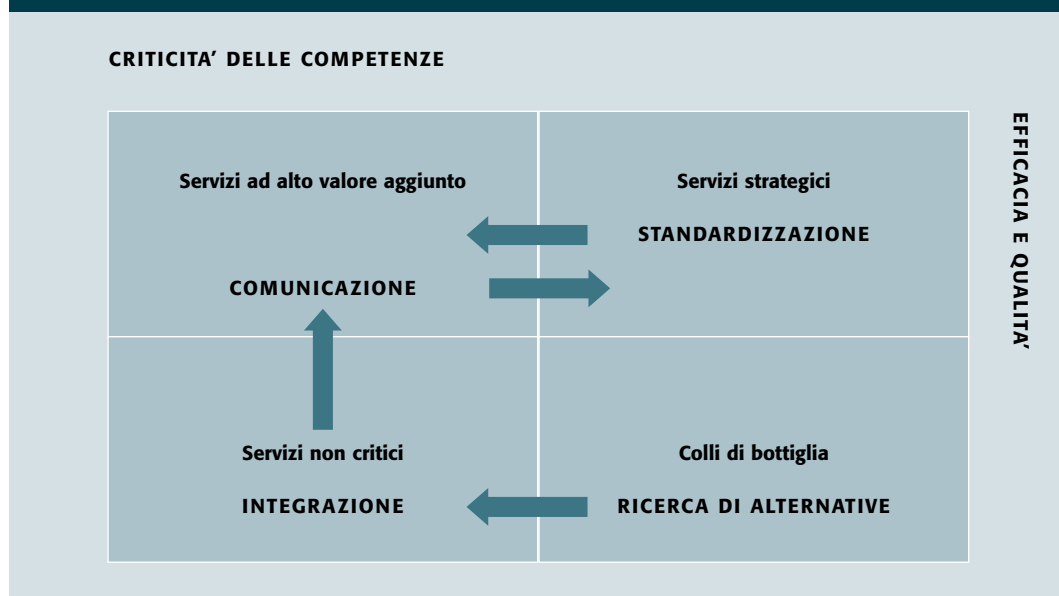 CRITICITA’ DELLE COMPETENZE
EFFICACIA E QUALITA’
Servizi ad alto valore aggiunto
COMUNICAZIONE
Servizi strategici
STANDARDIZZAZIONE
Servizi non critici
INTEGRAZIONE
Colli di bottiglia
RICERCA DI ALTERNATIVE